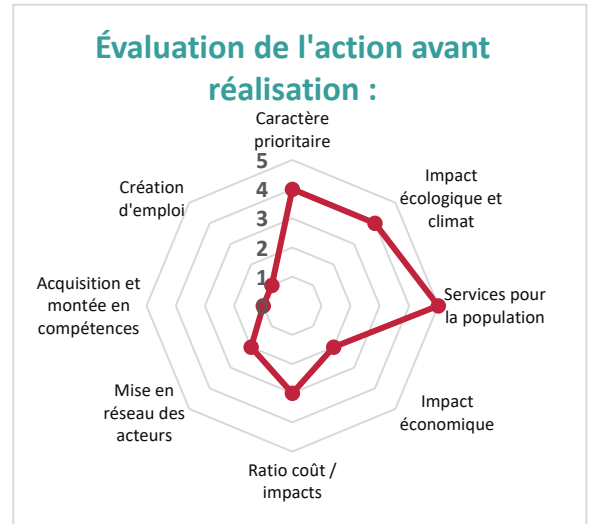 Évaluation de l'action avant
réalisation :
Caractère
prioritaire
Impact
écologique et
climat
Services pour
la population
Impact
économique
Ratio coût /
impacts
Mise en
réseau des
acteurs
Acquisition et
montée en
compétences
Création
d'emploi
5
4
3
2
1
0